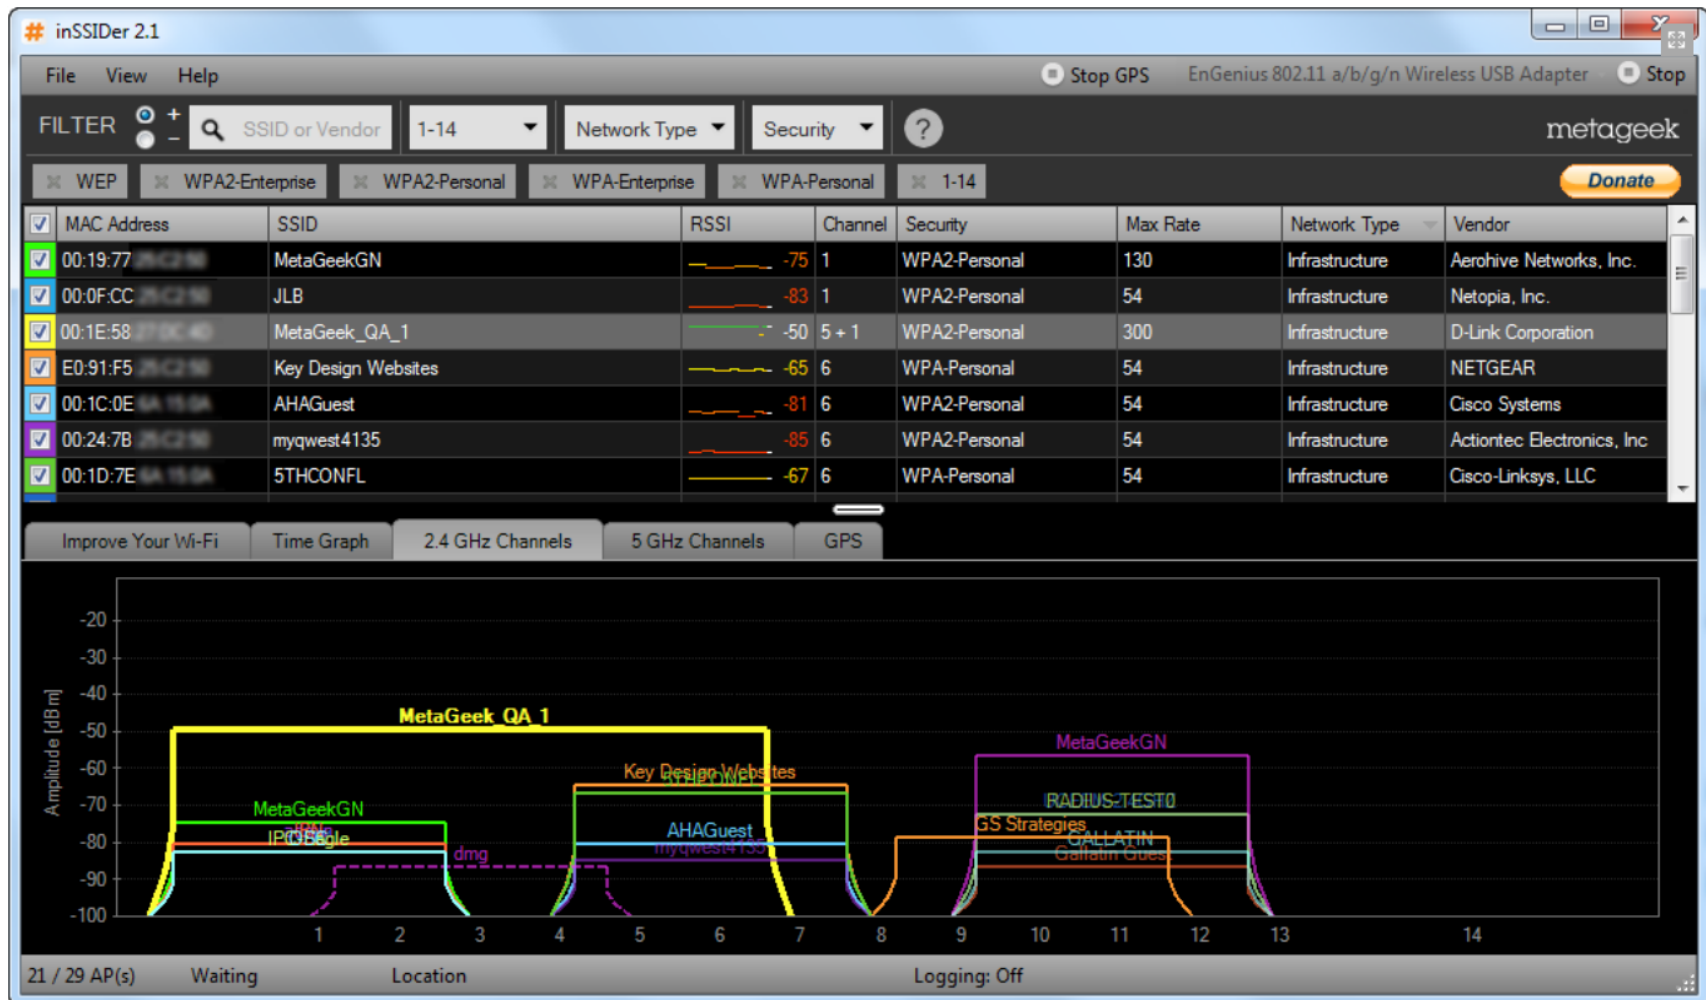 inSSIDer 2.1
File View Help Stop GPS EnGenius 802.11 a/b/g/n Wireless USB Adapter Stop
FILTER + − SSID or Vendor 1-14 Network Type Security ? metageek
WEP WPA2-Enterprise WPA2-Personal WPA-Enterprise WPA-Personal 1-14 Donate
MAC Address SSID RSSI Channel Security Max Rate Network Type Vendor
00:19:77 MetaGeekGN -75 1 WPA2-Personal 130 Infrastructure Aerohive Networks, Inc.
00:0F:CC JLB -83 1 WPA2-Personal 54 Infrastructure Netopia, Inc.
00:1E:58 MetaGeek_QA_1 -50 5 + 1 WPA2-Personal 300 Infrastructure D-Link Corporation
E0:91:F5 Key Design Websites -65 6 WPA-Personal 54 Infrastructure NETGEAR
00:1C:0E AHAGuest -81 6 WPA2-Personal 54 Infrastructure Cisco Systems
00:24:7B myqwest4135 -85 6 WPA2-Personal 54 Infrastructure Actiontec Electronics, Inc
00:1D:7E 5THCONFL -67 6 WPA-Personal 54 Infrastructure Cisco-Linksys, LLC
Improve Your Wi-Fi Time Graph 2.4 GHz Channels 5 GHz Channels GPS
Amplitude [dBm]
-20
-30
-40
MetaGeek_QA_1
-50
MetaGeekGN
-60
Key Design Websites
5THCONFL
-70
RADIUS-TEST0
MetaGeekGN
GS Strategies
AHAGuest
-80
GALLATIN
myqwest4135
dmg
Gallatin Guest
-90
-100
1 2 3 4 5 6 7 8 9 10 11 12 13 14
21 / 29 AP(s) Waiting Location Logging: Off